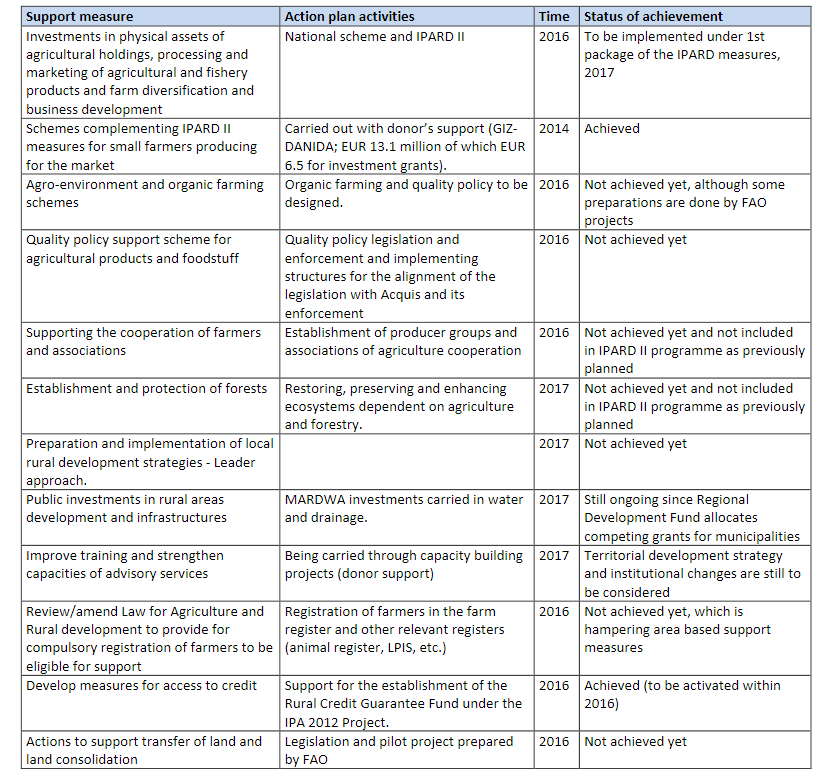 Support measure Action plan activities Time Status of achievement
Investments in physical assets of agricultural holdings, processing and marketing of agricultural and fishery products and farm diversification and business development
National scheme and IPARD II
2016
To be implemented under 1st package of the IPARD measures, 2017
Schemes complementing IPARD II measures for small farmers producing for the market
Carried out with donor's support (GIZ-DANIDA; EUR 13.1 million of which EUR 6.5 for investment grants).
2014
Achieved
Agro-environment and organic farming schemes
Organic farming and quality policy to be designed.
2016
Not achieved yet, although some preparations are done by FAO projects
Quality policy support scheme for agricultural products and foodstuff
Quality policy legislation and enforcement and implementing structures for the alignment of the legislation with Acquis and its enforcement
2016
Not achieved yet
Supporting the cooperation of farmers and associations
Establishment of producer groups and associations of agriculture cooperation
2016
Not achieved yet and not included in IPARD II programme as previously planned
Establishment and protection of forests
Restoring, preserving and enhancing ecosystems dependent on agriculture and forestry.
2017
Not achieved yet and not included in IPARD II programme as previously planned
Preparation and implementation of local rural development strategies - Leader approach.
2017
Not achieved yet
Public investments in rural areas development and infrastructures
MARDWA investments carried in water and drainage.
2017
Still ongoing since Regional Development Fund allocates competing grants for municipalities
Improve training and strengthen capacities of advisory services
Being carried through capacity building projects (donor support)
2017
Territorial development strategy and institutional changes are still to be considered
Review/amend Law for Agriculture and Rural development to provide for compulsory registration of farmers to be eligible for support
Registration of farmers in the farm register and other relevant registers (animal register, LPIS, etc.)
2016
Not achieved yet, which is hampering area based support measures
Develop measures for access to credit
Support for the establishment of the Rural Credit Guarantee Fund under the IPA 2012 Project.
2016
Achieved (to be activated within 2016)
Actions to support transfer of land and land consolidation
Legislation and pilot project prepared by FAO
2016
Not achieved yet